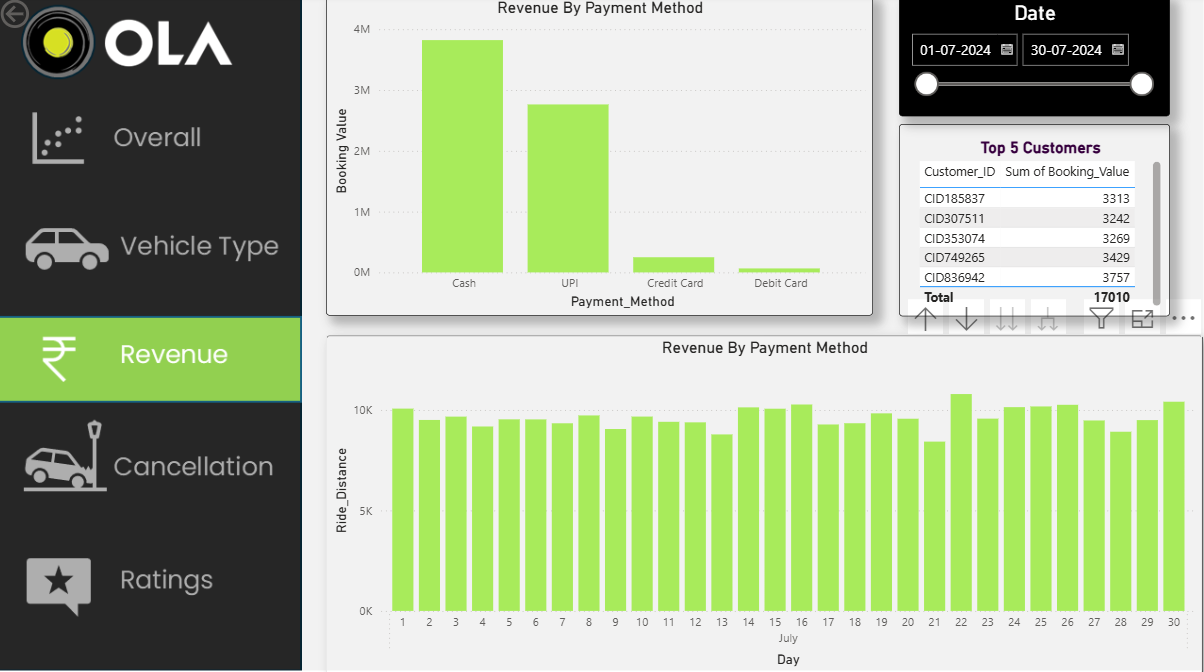 OLA
Overall
Vehicle Type
Revenue
Cancellation
Ratings
Revenue By Payment Method
4M
3M
2M
1M
0M
Booking Value
Cash UPI Credit Card Debit Card
Payment_Method
Date
01-07-2024 30-07-2024
Top 5 Customers
Customer_ID Sum of Booking_Value
CID185837 3313
CID307511 3242
CID353074 3269
CID749265 3429
CID836942 3757
Total 17010
Revenue By Payment Method
10K
5K
0K
Ride_Distance
1 2 3 4 5 6 7 8 9 10 11 12 13 14 15 16 17 18 19 20 21 22 23 24 25 26 27 28 29 30
July
Day